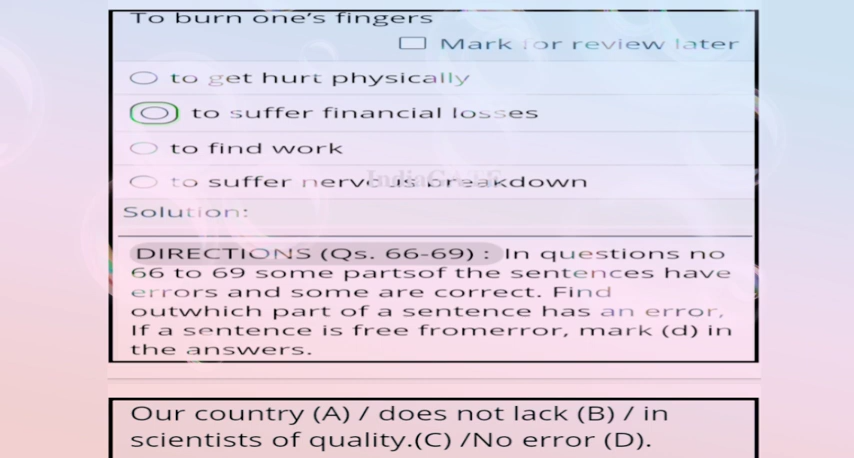 To burn one's fingers
Mark for review later
to get hurt physically
to suffer financial losses
to find work
to suffer nervous breakdown
Solution:
DIRECTIONS (Qs. 66-69) : In questions no
66 to 69 some partsof the sentences have
errors and some are correct. Find
outwhich part of a sentence has an error,
If a sentence is free fromerror, mark (d) in
the answers.
Our country (A) / does not lack (B) / in
scientists of quality.(C) /No error (D).